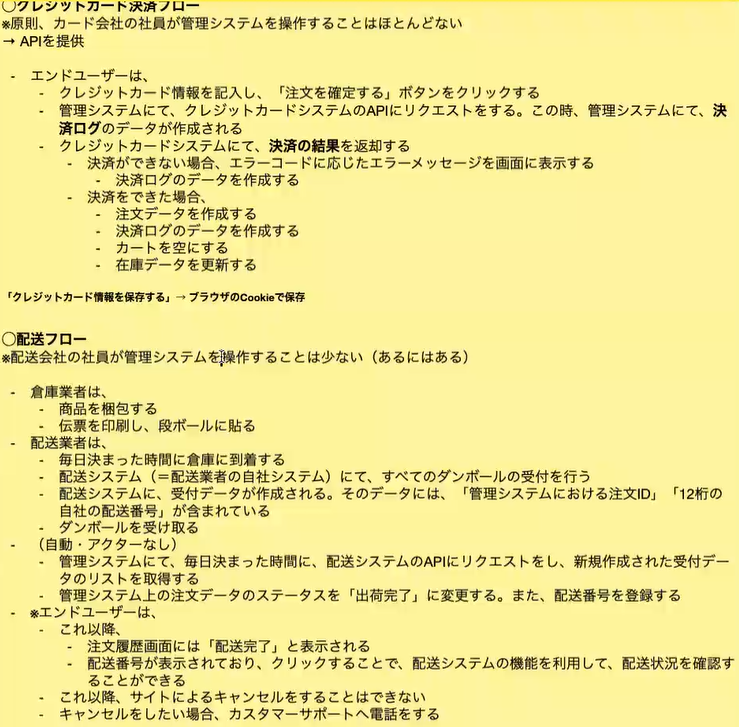 ◯クレジットカード決済フロー
※原則、カード会社の社員が管理システムを操作することはほとんどない
→ APIを提供
- エンドユーザーは、
- クレジットカード情報を記入し、「注文を確定する」ボタンをクリックする
- 管理システムにて、クレジットカードシステムのAPIにリクエストをする。この時、管理システムにて、決
済ログのデータが作成される
- クレジットカードシステムにて、決済の結果を返却する
- 決済ができない場合、エラーコードに応じたエラーメッセージを画面に表示する
- 決済ログのデータを作成する
- 決済をできた場合、
- 注文データを作成する
- 決済ログのデータを作成する
- カートを空にする
- 在庫データを更新する
「クレジットカード情報を保存する」→ ブラウザのCookieで保存
◯配送フロー
※配送会社の社員が管理システムを操作することは少ない（あるにはある）
- 倉庫業者は、
- 商品を梱包する
- 伝票を印刷し、段ボールに貼る
- 配送業者は、
- 毎日決まった時間に倉庫に到着する
- 配送システム（＝配送業者の自社システム）にて、すべてのダンボールの受付を行う
- 配送システムに、受付データが作成される。そのデータには、「管理システムにおける注文ID」「12桁の
自社の配送番号」が含まれている
- ダンボールを受け取る
- （自動・アクターなし）
- 管理システムにて、毎日決まった時間に、配送システムのAPIにリクエストをし、新規作成された受付デー
タのリストを取得する
- 管理システム上の注文データのステータスを「出荷完了」に変更する。また、配送番号を登録する
- ※エンドユーザーは、
- これ以降、
- 注文履歴画面には「配送完了」と表示される
- 配送番号が表示されており、クリックすることで、配送システムの機能を利用して、配送状況を確認す
ることができる
- これ以降、サイトによるキャンセルをすることはできない
- キャンセルをしたい場合、カスタマーサポートへ電話をする